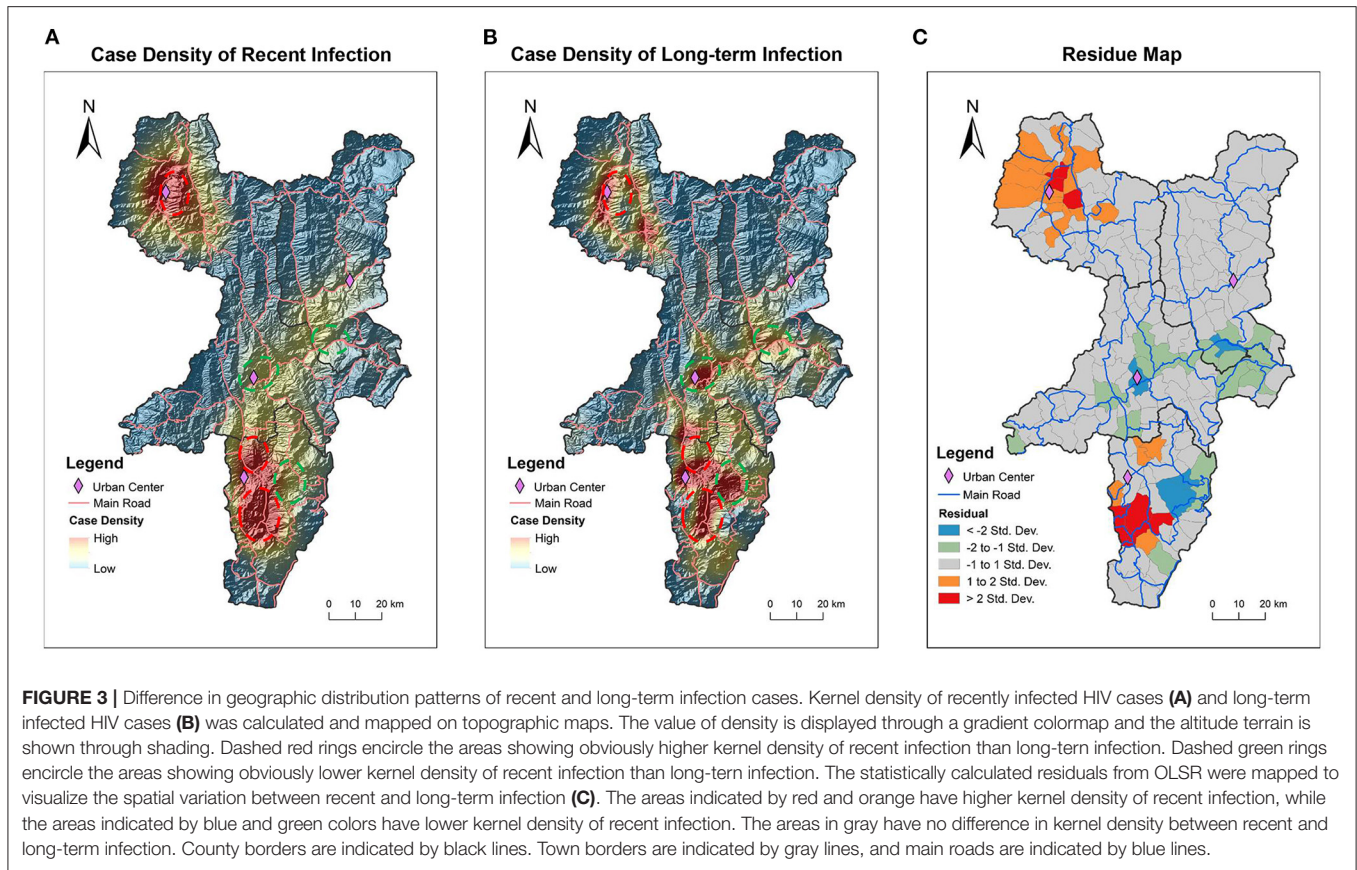 A
Case Density of Recent Infection
N
Legend
Urban Center
Main Road
Case Density
High
Low
0 10 20 km
B
Case Density of Long-term Infection
N
Legend
Urban Center
Main Road
Case Density
High
Low
0 10 20 km
C
Residue Map
N
Legend
Urban Center
Main Road
Residual
< -2 Std. Dev.
-2 to -1 Std. Dev.
-1 to 1 Std. Dev.
1 to 2 Std. Dev.
> 2 Std. Dev.
0 10 20 km
FIGURE 3 | Difference in geographic distribution patterns of recent and long-term infection cases. Kernel density of recently infected HIV cases (A) and long-term
infected HIV cases (B) was calculated and mapped on topographic maps. The value of density is displayed through a gradient colormap and the altitude terrain is
shown through shading. Dashed red rings encircle the areas showing obviously higher kernel density of recent infection than long-tern infection. Dashed green rings
encircle the areas showing obviously lower kernel density of recent infection than long-tern infection. The statistically calculated residuals from OLSR were mapped to
visualize the spatial variation between recent and long-term infection (C). The areas indicated by red and orange have higher kernel density of recent infection, while
the areas indicated by blue and green colors have lower kernel density of recent infection. The areas in gray have no difference in kernel density between recent and
long-term infection. County borders are indicated by black lines. Town borders are indicated by gray lines, and main roads are indicated by blue lines.